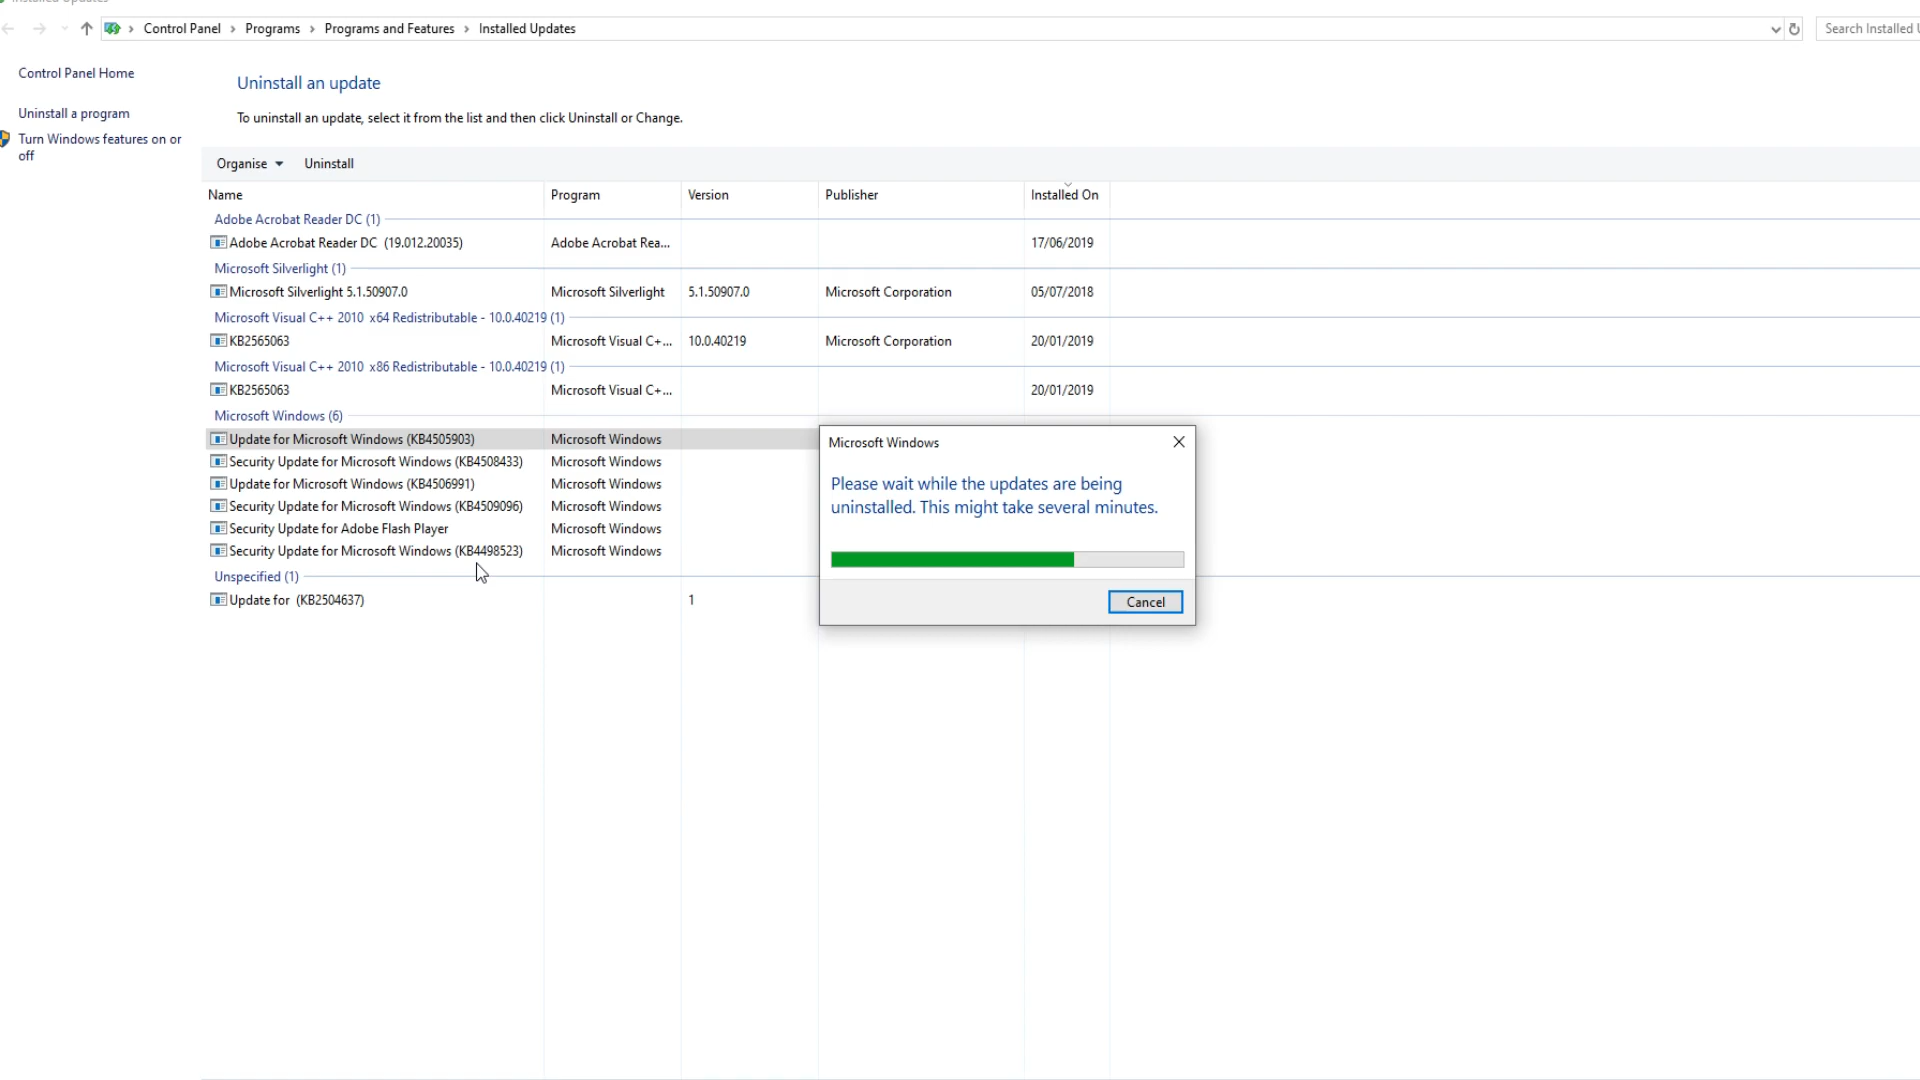 Installed Updates
Control Panel › Programs › Programs and Features › Installed Updates
Search Installed U
Control Panel Home
Uninstall a program
Turn Windows features on or
off
Uninstall an update
To uninstall an update, select it from the list and then click Uninstall or Change.
Organise Uninstall
Name Program Version Publisher Installed On
Adobe Acrobat Reader DC (1)
Adobe Acrobat Reader DC (19.012.20035) Adobe Acrobat Rea... 17/06/2019
Microsoft Silverlight (1)
Microsoft Silverlight 5.1.50907.0 Microsoft Silverlight 5.1.50907.0 Microsoft Corporation 05/07/2018
Microsoft Visual C++ 2010 x64 Redistributable - 10.0.40219 (1)
KB2565063 Microsoft Visual C+... 10.0.40219 Microsoft Corporation 20/01/2019
Microsoft Visual C++ 2010 x86 Redistributable - 10.0.40219 (1)
KB2565063 Microsoft Visual C+... 20/01/2019
Microsoft Windows (6)
Update for Microsoft Windows (KB4505903) Microsoft Windows
Security Update for Microsoft Windows (KB4508433) Microsoft Windows
Update for Microsoft Windows (KB4506991) Microsoft Windows
Security Update for Microsoft Windows (KB4509096) Microsoft Windows
Security Update for Adobe Flash Player Microsoft Windows
Security Update for Microsoft Windows (KB4498523) Microsoft Windows
Unspecified (1)
Update for (KB2504637) 1
Microsoft Windows
Please wait while the updates are being
uninstalled. This might take several minutes.
Cancel